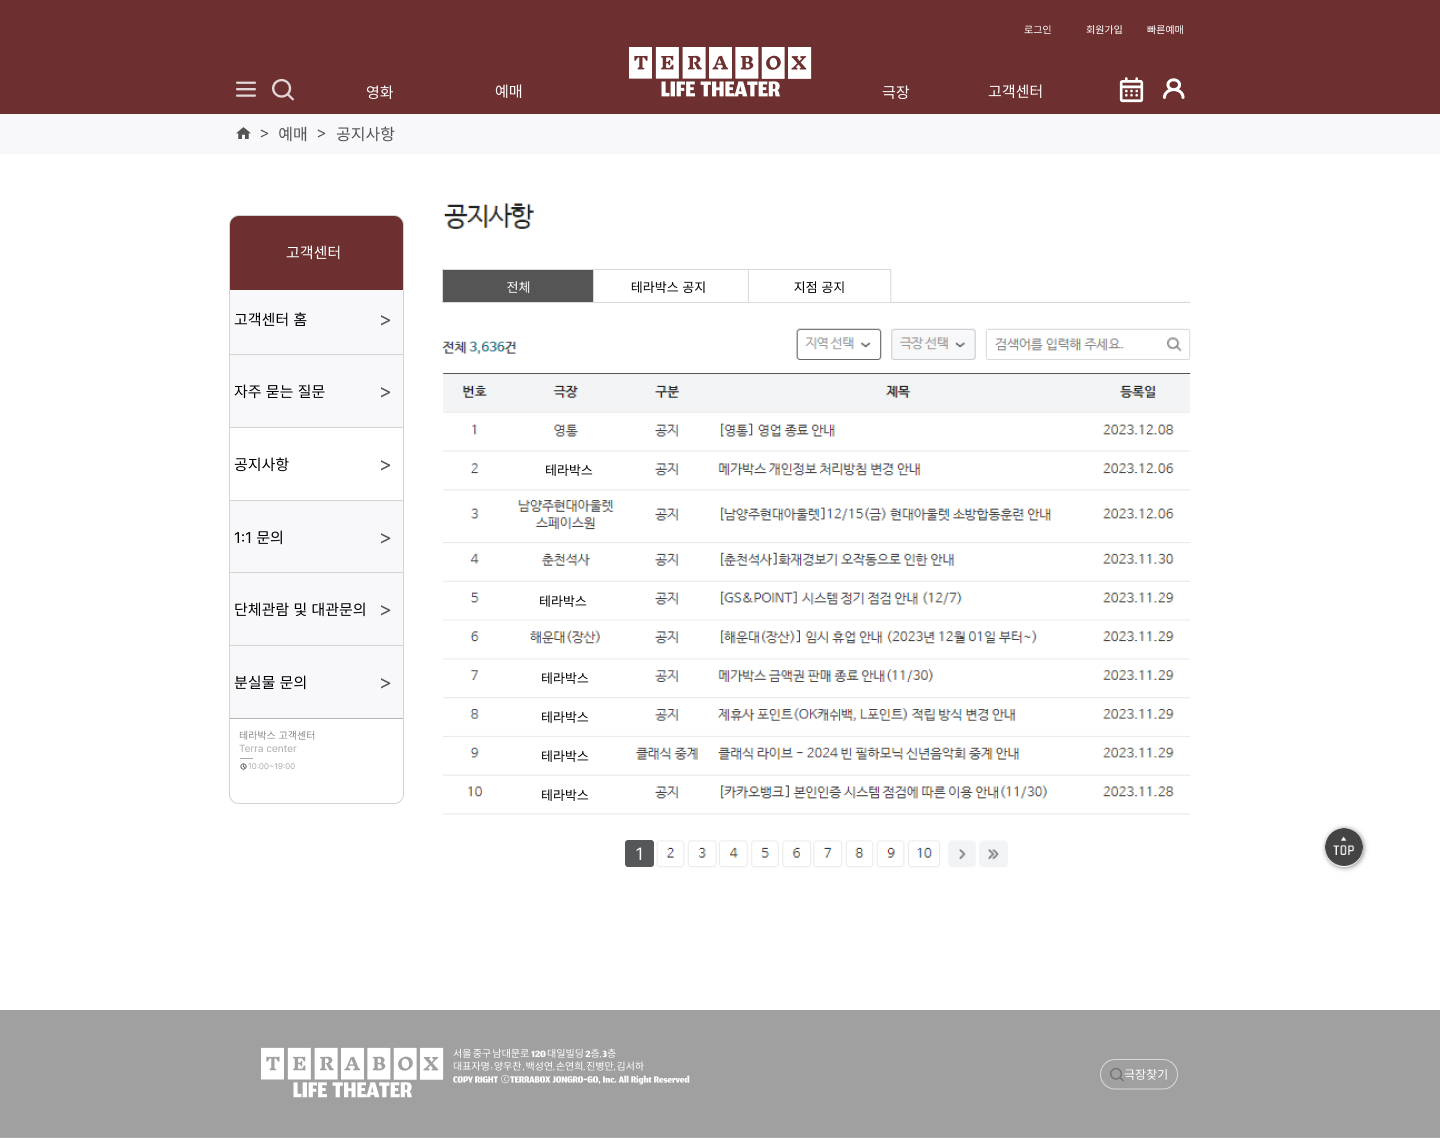 로그인 회원가입 빠른예매
TERABOX
LIFE THEATER
영화 예매 극장 고객센터
> 예매 > 공지사항
공지사항
고객센터
고객센터 홈 >
자주 묻는 질문 >
공지사항 >
1:1 문의 >
단체관람 및 대관문의 >
분실물 문의 >
테라박스 고객센터
Terra center
10:00~19:00
전체 테라박스 공지 지점 공지
전체 3,636건 지역 선택 극장 선택 검색어를 입력해 주세요.
번호 극장 구분 제목 등록일
1 영통 공지 [영통] 영업 종료 안내 2023.12.08
2 테라박스 공지 메가박스 개인정보 처리방침 변경 안내 2023.12.06
3 남양주현대아울렛 스페이스원 공지 [남양주현대아울렛]12/15(금) 현대아울렛 소방합동훈련 안내 2023.12.06
4 춘천석사 공지 [춘천석사]화재경보기 오작동으로 인한 안내 2023.11.30
5 테라박스 공지 [GS&POINT] 시스템 정기 점검 안내 (12/7) 2023.11.29
6 해운대(장산) 공지 [해운대(장산)] 임시 휴업 안내 (2023년 12월 01일 부터~) 2023.11.29
7 테라박스 공지 메가박스 금액권 판매 종료 안내(11/30) 2023.11.29
8 테라박스 공지 제휴사 포인트(OK캐쉬백, L포인트) 적립 방식 변경 안내 2023.11.29
9 테라박스 클래식 중계 클래식 라이브 - 2024 빈 필하모닉 신년음악회 중계 안내 2023.11.29
10 테라박스 공지 [카카오뱅크] 본인인증 시스템 점검에 따른 이용 안내(11/30) 2023.11.28
1 2 3 4 5 6 7 8 9 10
TOP
TERABOX
LIFE THEATER
서울 중구 남대문로 120 대일빌딩 2층, 3층
대표자명 . 양우찬 , 백성연, 손연희, 진병만, 김서하
COPY RIGHT ⓒTERRABOX JONGRO-GO, Inc. All Right Reserved
극장찾기